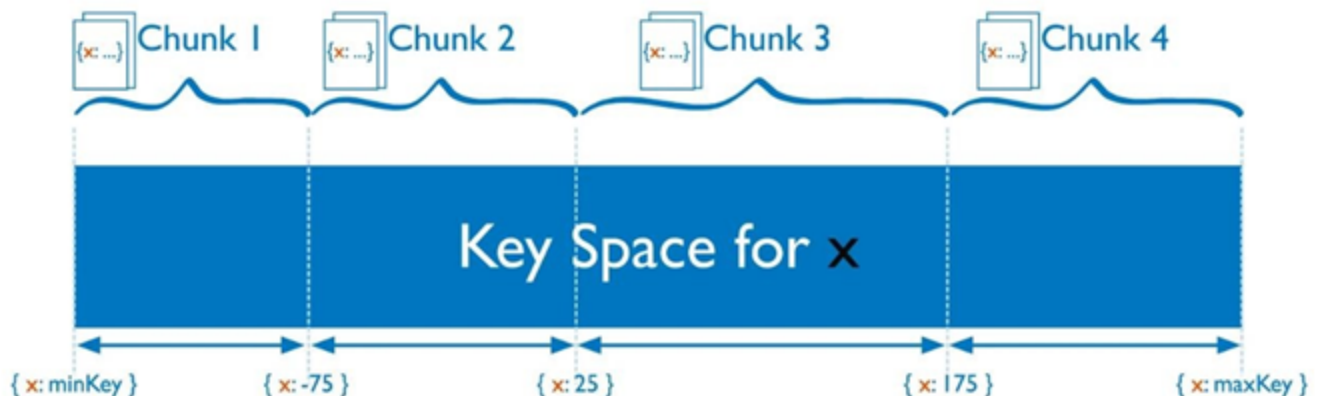 {x: ...} Chunk 1 {x: ...} Chunk 2 {x: ...} Chunk 3 {x: ...} Chunk 4
Key Space for x
{ x: minKey } { x: -75 } { x: 25 } { x: 175 } { x: maxKey }